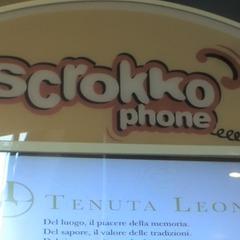 scrokko
phone
TENUTA LEON
Del luogo, il piacere della memoria.
Del sapore, il valore delle tradizioni.